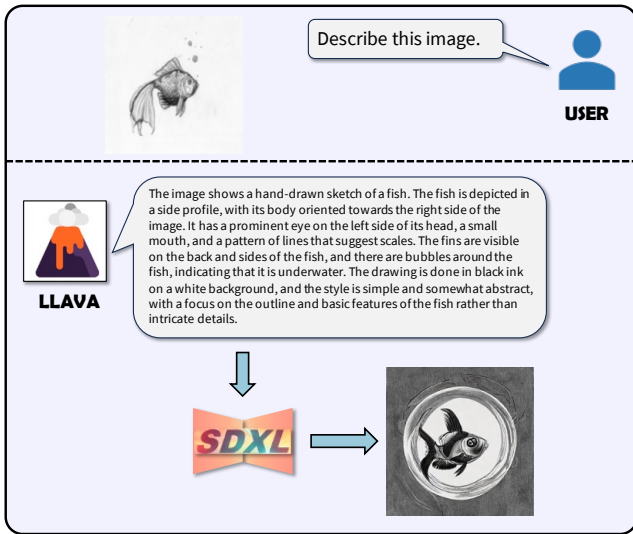 Describe this image.
USER
The image shows a hand-drawn sketch of a fish. The fish is depicted in
a side profile, with its body oriented towards the right side of the
image. It has a prominent eye on the left side of its head, a small
mouth, and a pattern of lines that suggest scales. The fins are visible
on the back and sides of the fish, and there are bubbles around the
fish, indicating that it is underwater. The drawing is done in black ink
on a white background, and the style is simple and somewhat abstract,
with a focus on the outline and basic features of the fish rather than
intricate details.
LLAVA
SDXL